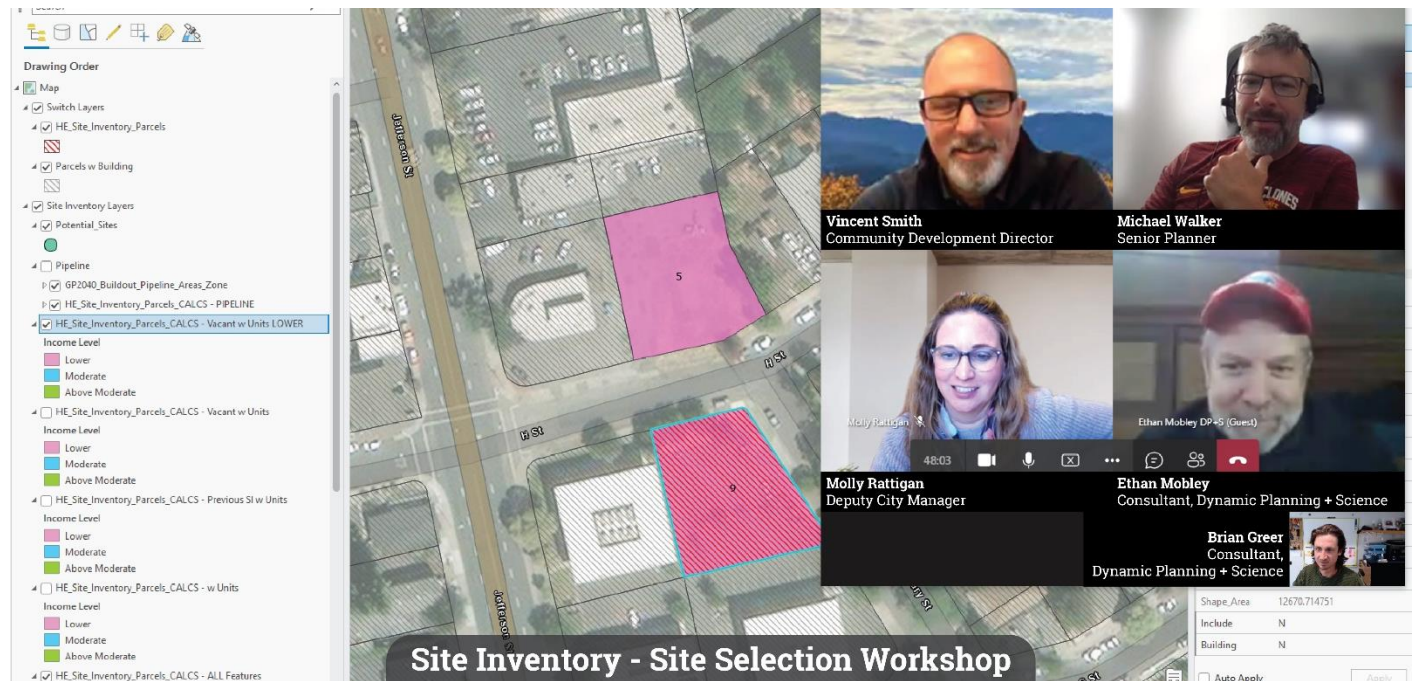 Drawing Order
Map
Switch Layers
HE_Site_Inventory_Parcels
Parcels w Building
Site Inventory Layers
Potential_Sites
Pipeline
GP2040_Buildout_Pipeline_Areas_Zone
HE_Site_Inventory_Parcels_CALCS - PIPELINE
HE_Site_Inventory_Parcels_CALCS - Vacant w Units LOWER
Income Level
Lower
Moderate
Above Moderate
HE_Site_Inventory_Parcels_CALCS - Vacant w Units
Income Level
Lower
Moderate
Above Moderate
HE_Site_Inventory_Parcels_CALCS - Previous SI w Units
Income Level
Lower
Moderate
Above Moderate
HE_Site_Inventory_Parcels_CALCS - w Units
Income Level
Lower
Moderate
Above Moderate
HE_Site_Inventory_Parcels_CALCS - ALL Features
Jefferson St
5
H St
H St
9
Jefferson St
St
Vincent Smith
Community Development Director
Michael Walker
Senior Planner
CLONES
Molly Rattigan
Ethan Mobley DP+S (Guest)
48:03
Molly Rattigan
Deputy City Manager
Ethan Mobley
Consultant, Dynamic Planning + Science
Brian Greer
Consultant,
Dynamic Planning + Science
Shape_Area 12670.714751
Include N
Building N
Auto Apply
Apply
Site Inventory - Site Selection Workshop